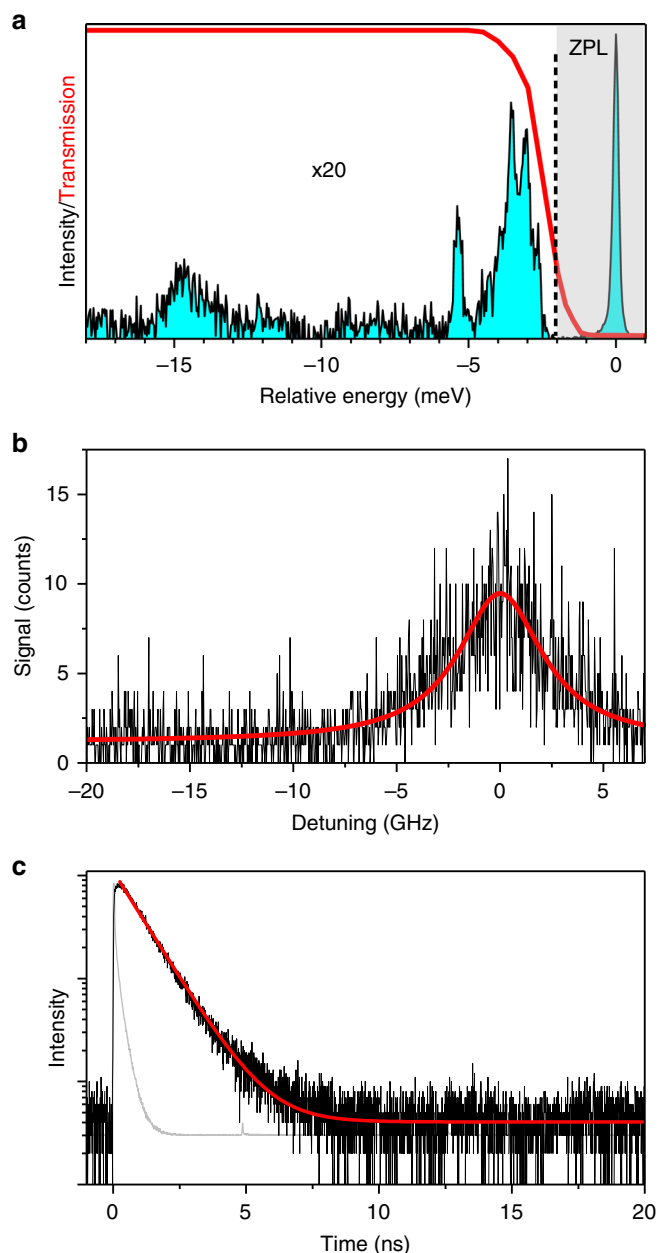 a
ZPL
x20
Intensity/Transmission
−15
−10
−5
0
Relative energy (meV)
b
15
10
5
0
Signal (counts)
−20
−15
−10
−5
0
5
Detuning (GHz)
c
Intensity
0
5
10
15
20
Time (ns)